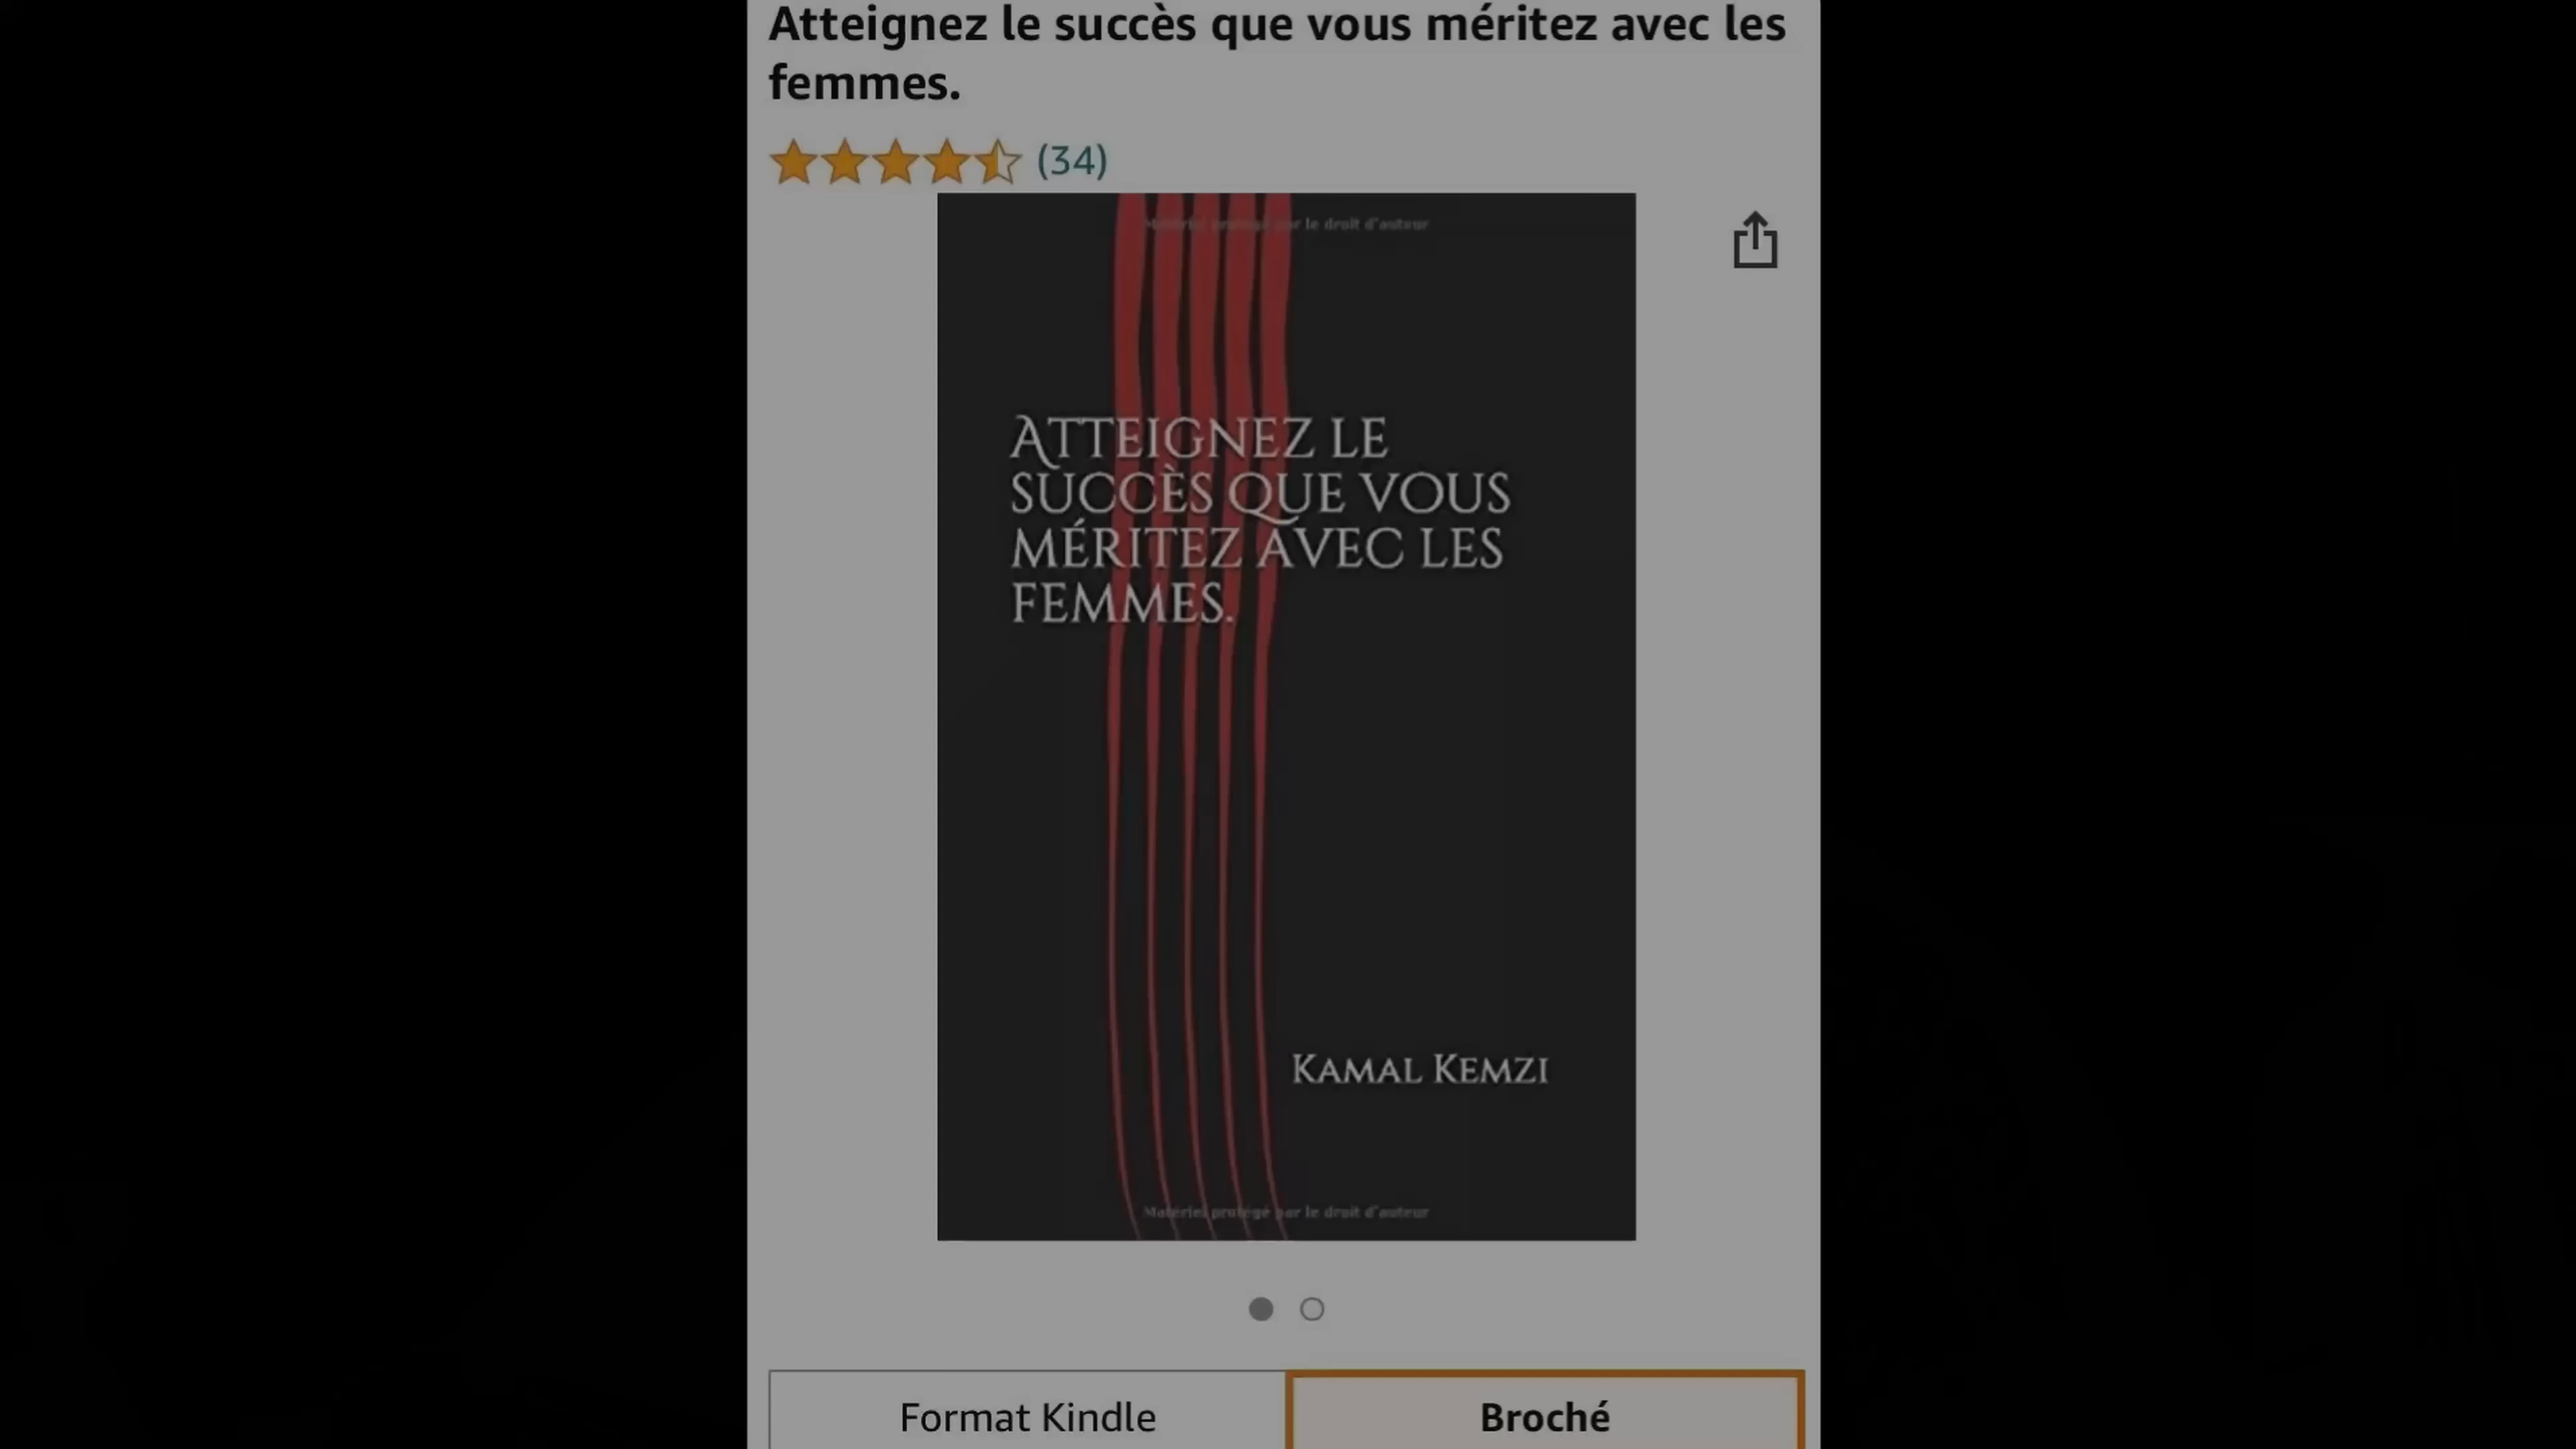 Atteignez le succès que vous méritez avec les
femmes.
(34)
Matériel protégé par le droit d'auteur
ATTEIGNEZ LE
SUCCÈS QUE VOUS
MÉRITEZ AVEC LES
FEMMES.
KAMAL KEMZI
Matériel protégé par le droit d'auteur
Format Kindle
Broché